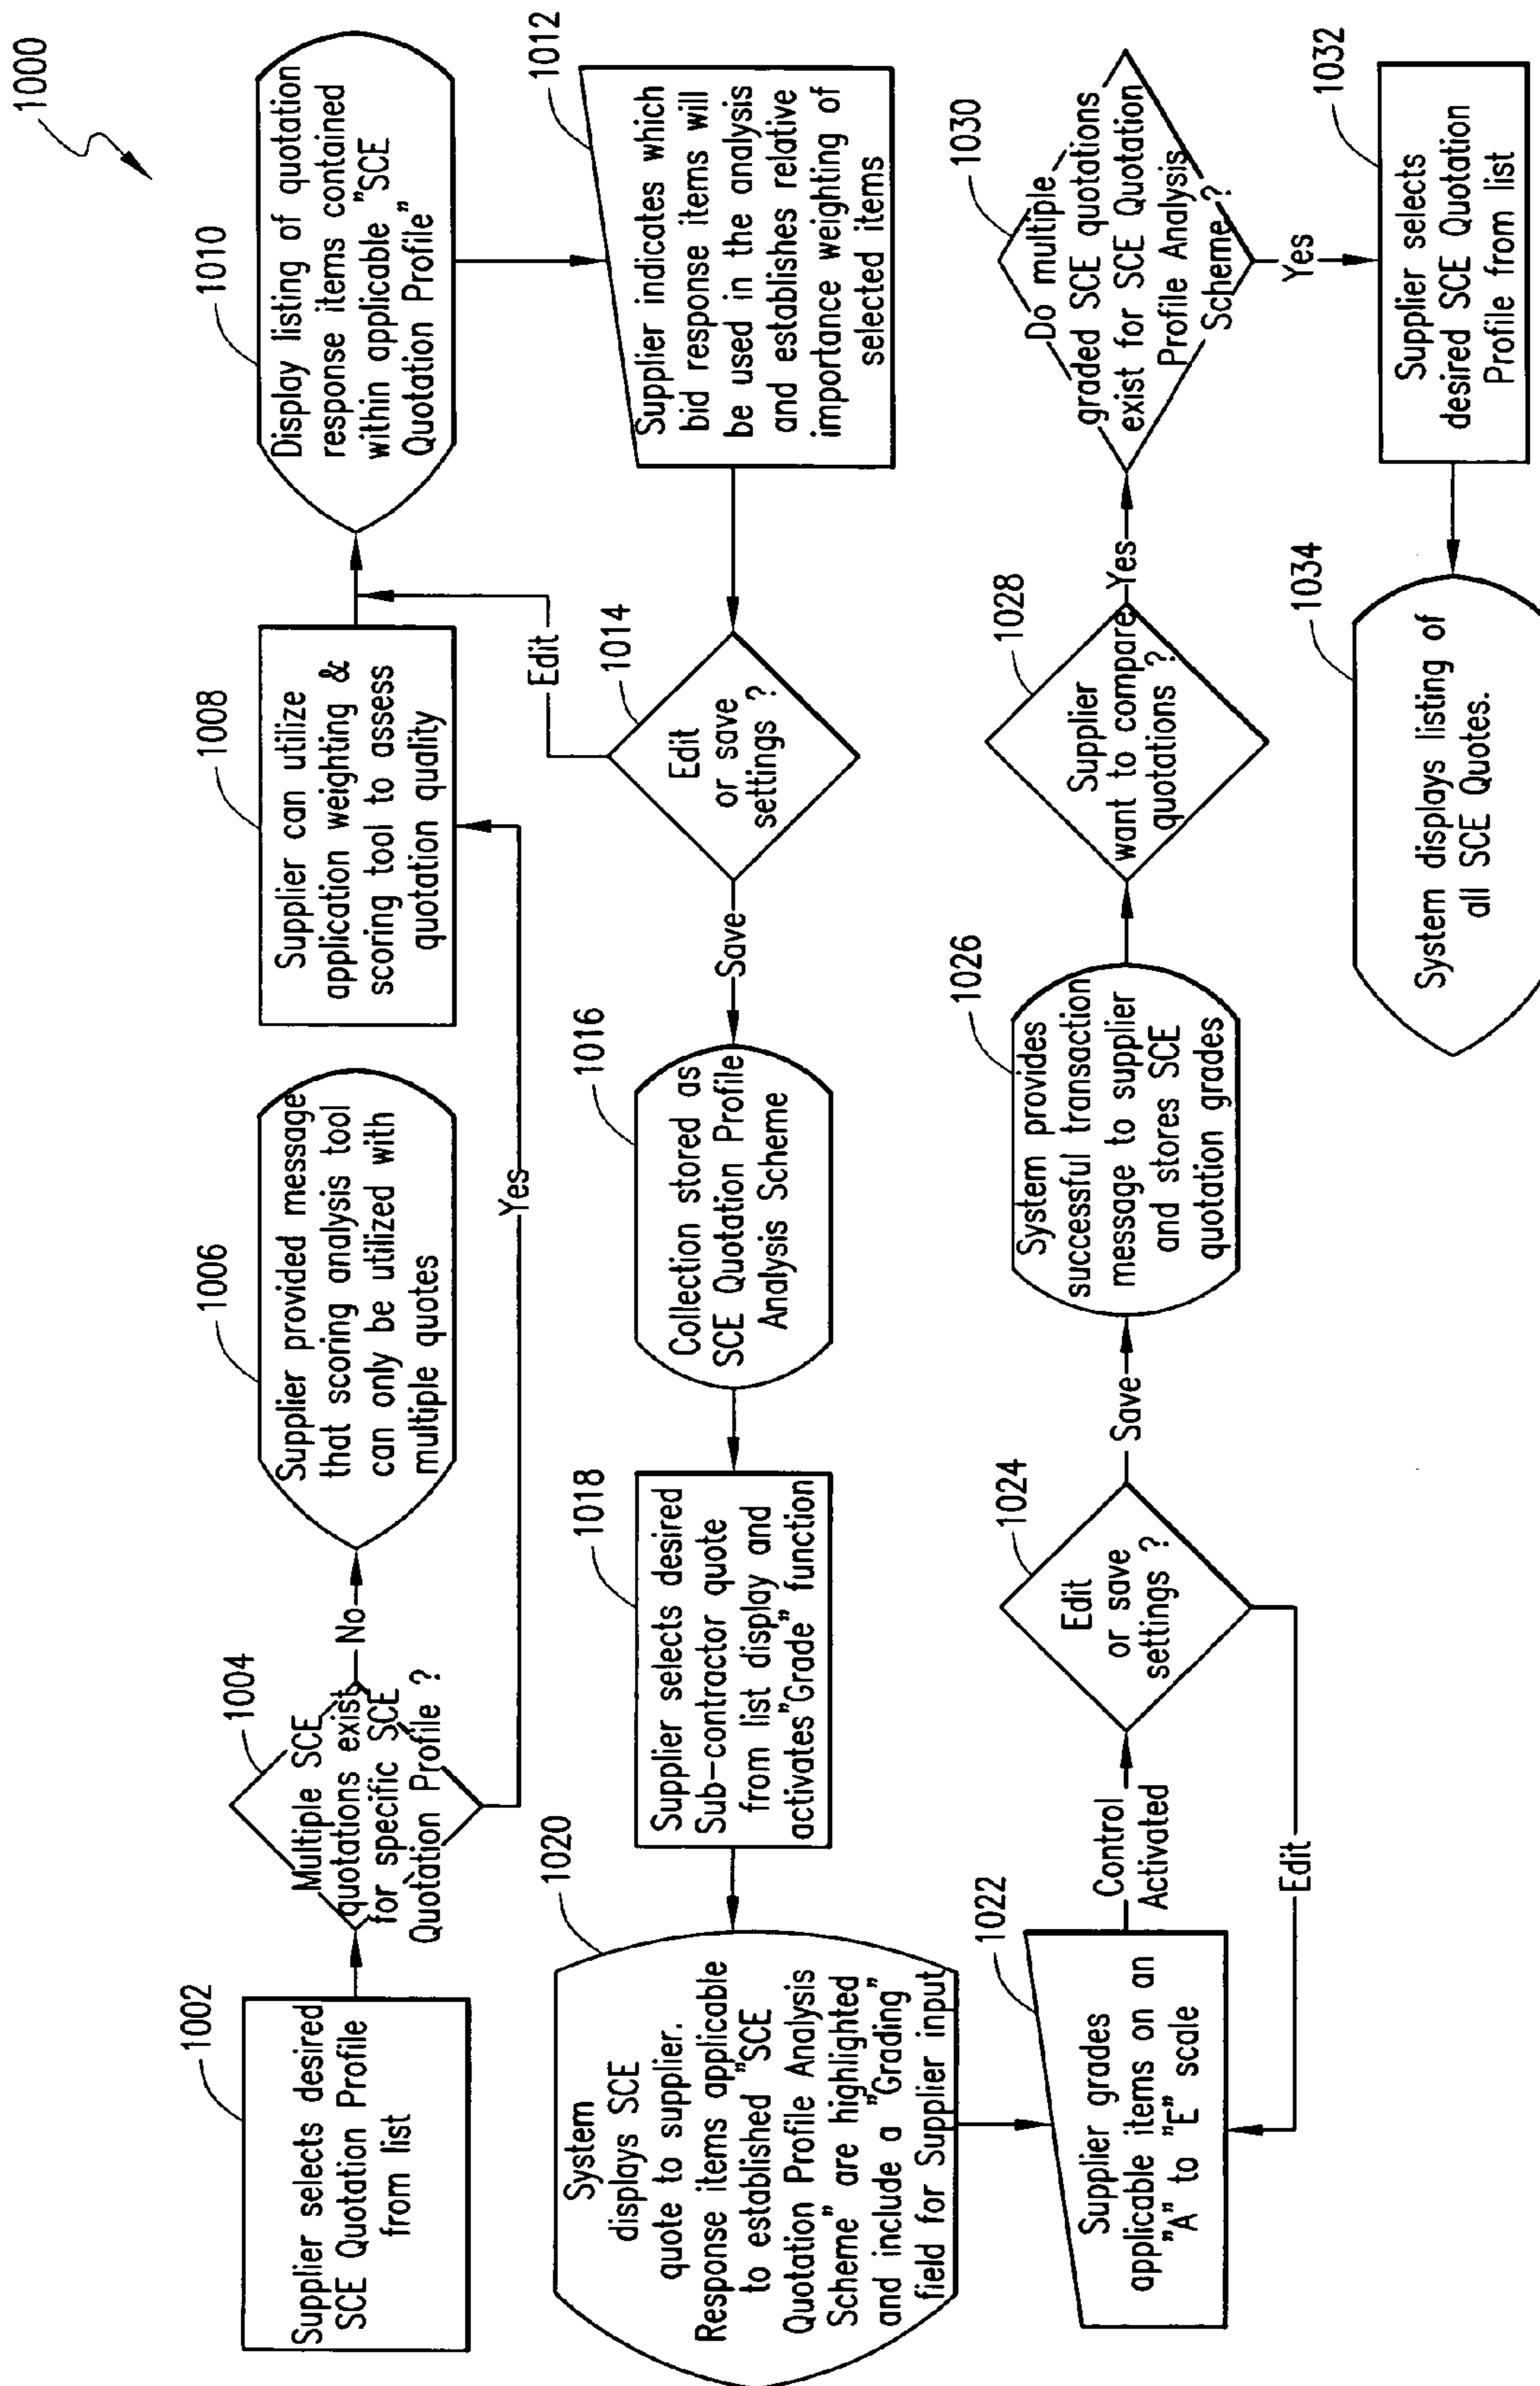 1000
1002
Supplier selects desired
SCE Quotation Profile
from list
1004
Multiple SCE
quotations exist
for specific SCE
Quotation Profile ?
No
Yes
1006
Supplier provided message
that scoring analysis tool
can only be utilized with
multiple quotes
1008
Supplier can utilize
application weighting &
scoring tool to assess
quotation quality
1010
Display listing of quotation
response items contained
within applicable "SCE
Quotation Profile"
1012
Supplier indicates which
bid response items will
be used in the analysis
and establishes relative
importance weighting of
selected items
1014
Edit
or save
settings ?
Edit
Save
1016
Collection stored as
SCE Quotation Profile
Analysis Scheme
1018
Supplier selects desired
Sub-contractor quote
from list display and
activates"Grade" function
1020
System
displays SCE
quote to supplier.
Response items applicable
to established "SCE
Quotation Profile Analysis
Scheme" are highlighted
and include a "Grading"
field for Supplier input
1022
Supplier grades
applicable items on an
"A" to "E" scale
Control
Activated
1024
Edit
or save
settings ?
Edit
Save
1026
System provides
successful transaction
message to supplier
and stores SCE
quotation grades
1028
Supplier
want to compare
quotations ?
Yes
1030
Do multiple
graded SCE quotations
exist for SCE Quotation
Profile Analysis
Scheme ?
Yes
1032
Supplier selects
desired SCE Quotation
Profile from list
1034
System displays listing of
all SCE Quotes.